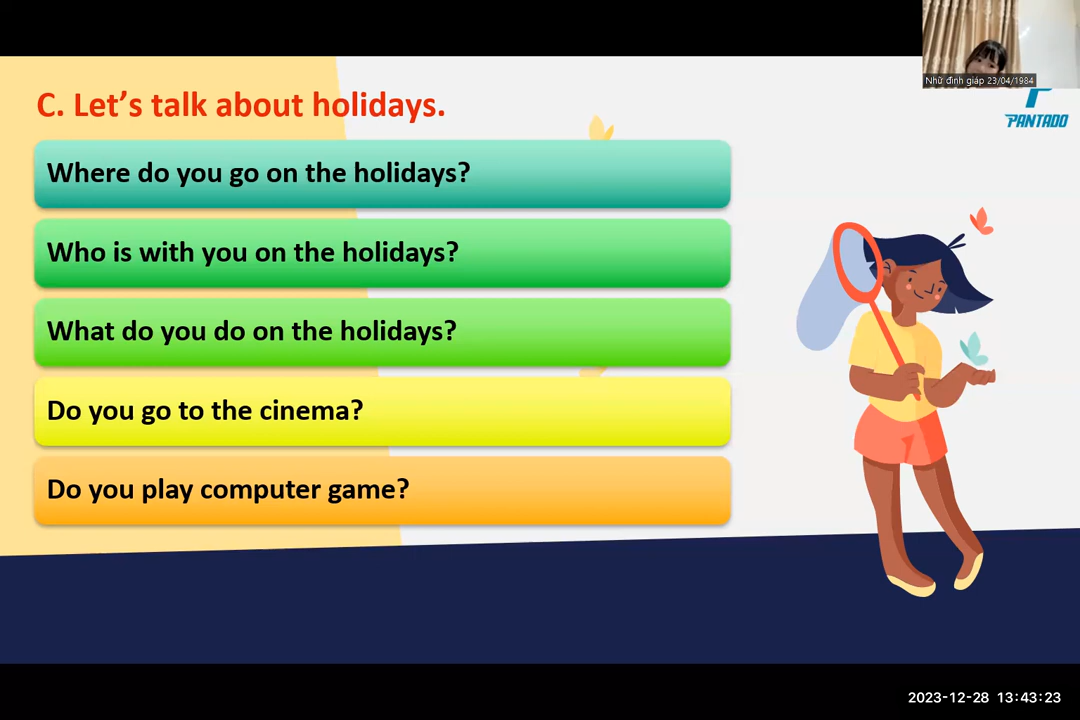 Nhữ đình giáp 23/04/1984
PANTADO
C. Let's talk about holidays.
Where do you go on the holidays?
Who is with you on the holidays?
What do you do on the holidays?
Do you go to the cinema?
Do you play computer game?
2023-12-28 13:43:23